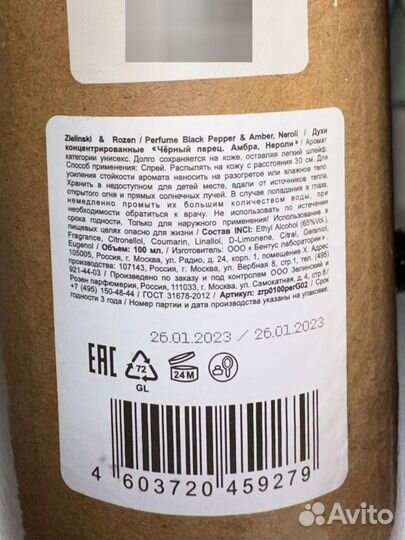 Zielinski & Rozen / Perfume Black Pepper & Amber, Neroli / Духи
концентрированные «Чёрный перец. Амбра, Нероли» / Аромат
категории унисекс. Долго сохраняется на коже, оставляя легкий шлейф.
Способ применения: Спрей. Распылять на кожу с расстояния 30 см. Для
усиления стойкости аромата наносить на разогретое или влажное тело.
Хранить в недоступном для детей месте, вдали от источников тепла,
открытого огня и прямых солнечных лучей. В случае попадания в глаза,
немедленно промыть их большим количеством воды, при
необходимости обратиться к врачу. Не использовать по истечении
срока годности. Только для наружного применения! Использование в
пищевых целях опасно для жизни / Состав INCI: Ethyl Alcohol (65%Vol.),
Fragrance, Citronellol, Coumarin, Linallol, D-Limonene, Citral, Geraniol,
Eugenol / Объем: 100 мл. / Изготовитель: ООО «Бентус лаборатории»
105005, Россия, г. Москва, ул. Радио, д. 24, корп. 1, помещение X. Адрес
производства: 107143, Россия, г. Москва, ул. Вербная 8, стр. 1, тел. (495)
921-44-03 / Произведено по заказу и под контролем ООО Зелинский и
Розен парфюмерия, Россия, 111033, г. Москва, ул. Самокатная, д. 4, стр. 6 /
+7 (495) 150-48-44 / ГОСТ 31678-2012 / Артикул: zrp0100perG02 / Срок
годности 3 года / Номер партии и дата производства указаны на упаковке.
26.01.2023 / 26.01.2023
EAC
72
GL
24 M
4 603720 459279
Avito